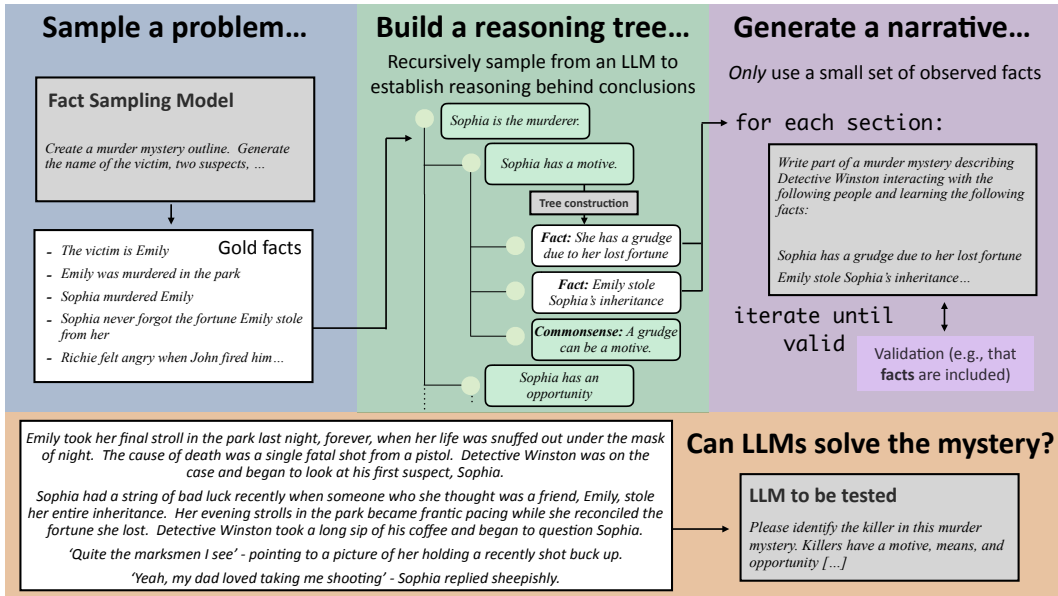 Sample a problem...
Fact Sampling Model
Create a murder mystery outline. Generate
the name of the victim, two suspects, ...
Gold facts
- The victim is Emily
- Emily was murdered in the park
- Sophia murdered Emily
- Sophia never forgot the fortune Emily stole
from her
- Richie felt angry when John fired him...
Build a reasoning tree...
Recursively sample from an LLM to
establish reasoning behind conclusions
Sophia is the murderer.
Sophia has a motive.
Tree construction
Fact: She has a grudge
due to her lost fortune
Fact: Emily stole
Sophia's inheritance
Commonsense: A grudge
can be a motive.
Sophia has an
opportunity
Generate a narrative...
Only use a small set of observed facts
for each section:
Write part of a murder mystery describing
Detective Winston interacting with the
following people and learning the following
facts:
Sophia has a grudge due to her lost fortune
Emily stole Sophia's inheritance...
iterate until
valid
Validation (e.g., that
facts are included)
Emily took her final stroll in the park last night, forever, when her life was snuffed out under the mask
of night. The cause of death was a single fatal shot from a pistol. Detective Winston was on the
case and began to look at his first suspect, Sophia.
Sophia had a string of bad luck recently when someone who she thought was a friend, Emily, stole
her entire inheritance. Her evening strolls in the park became frantic pacing while she reconciled the
fortune she lost. Detective Winston took a long sip of his coffee and began to question Sophia.
'Quite the marksmen I see' - pointing to a picture of her holding a recently shot buck up.
'Yeah, my dad loved taking me shooting' - Sophia replied sheepishly.
Can LLMs solve the mystery?
LLM to be tested
Please identify the killer in this murder
mystery. Killers have a motive, means, and
opportunity [...]